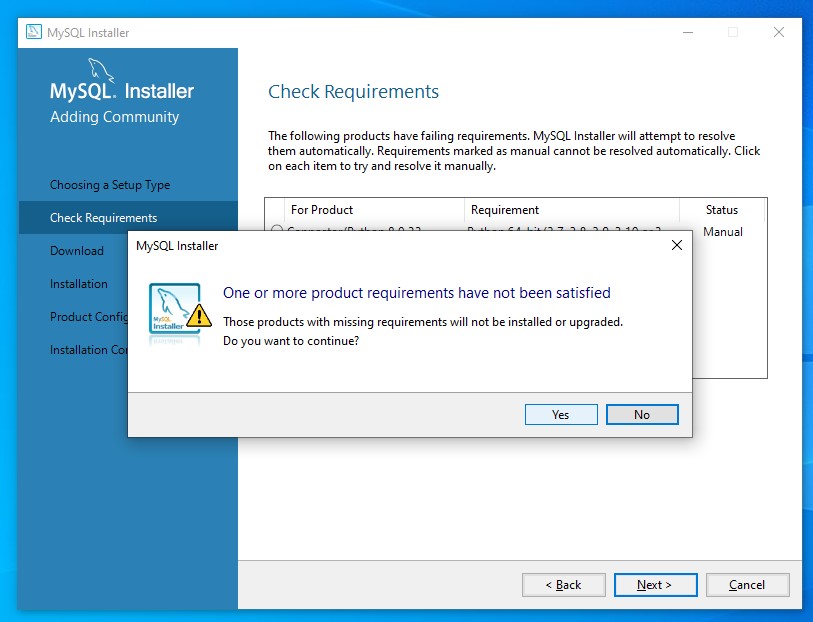 MySQL Installer
MySQL. Installer
Adding Community
Choosing a Setup Type
Check Requirements
Download
Installation
Product Config
Installation Co
Check Requirements
The following products have failing requirements. MySQL Installer will attempt to resolve
them automatically. Requirements marked as manual cannot be resolved automatically. Click
on each item to try and resolve it manually.
For Product Requirement Status
Manual
MySQL Installer
MySQL
Installer
One or more product requirements have not been satisfied
Those products with missing requirements will not be installed or upgraded.
Do you want to continue?
Yes No
< Back Next > Cancel